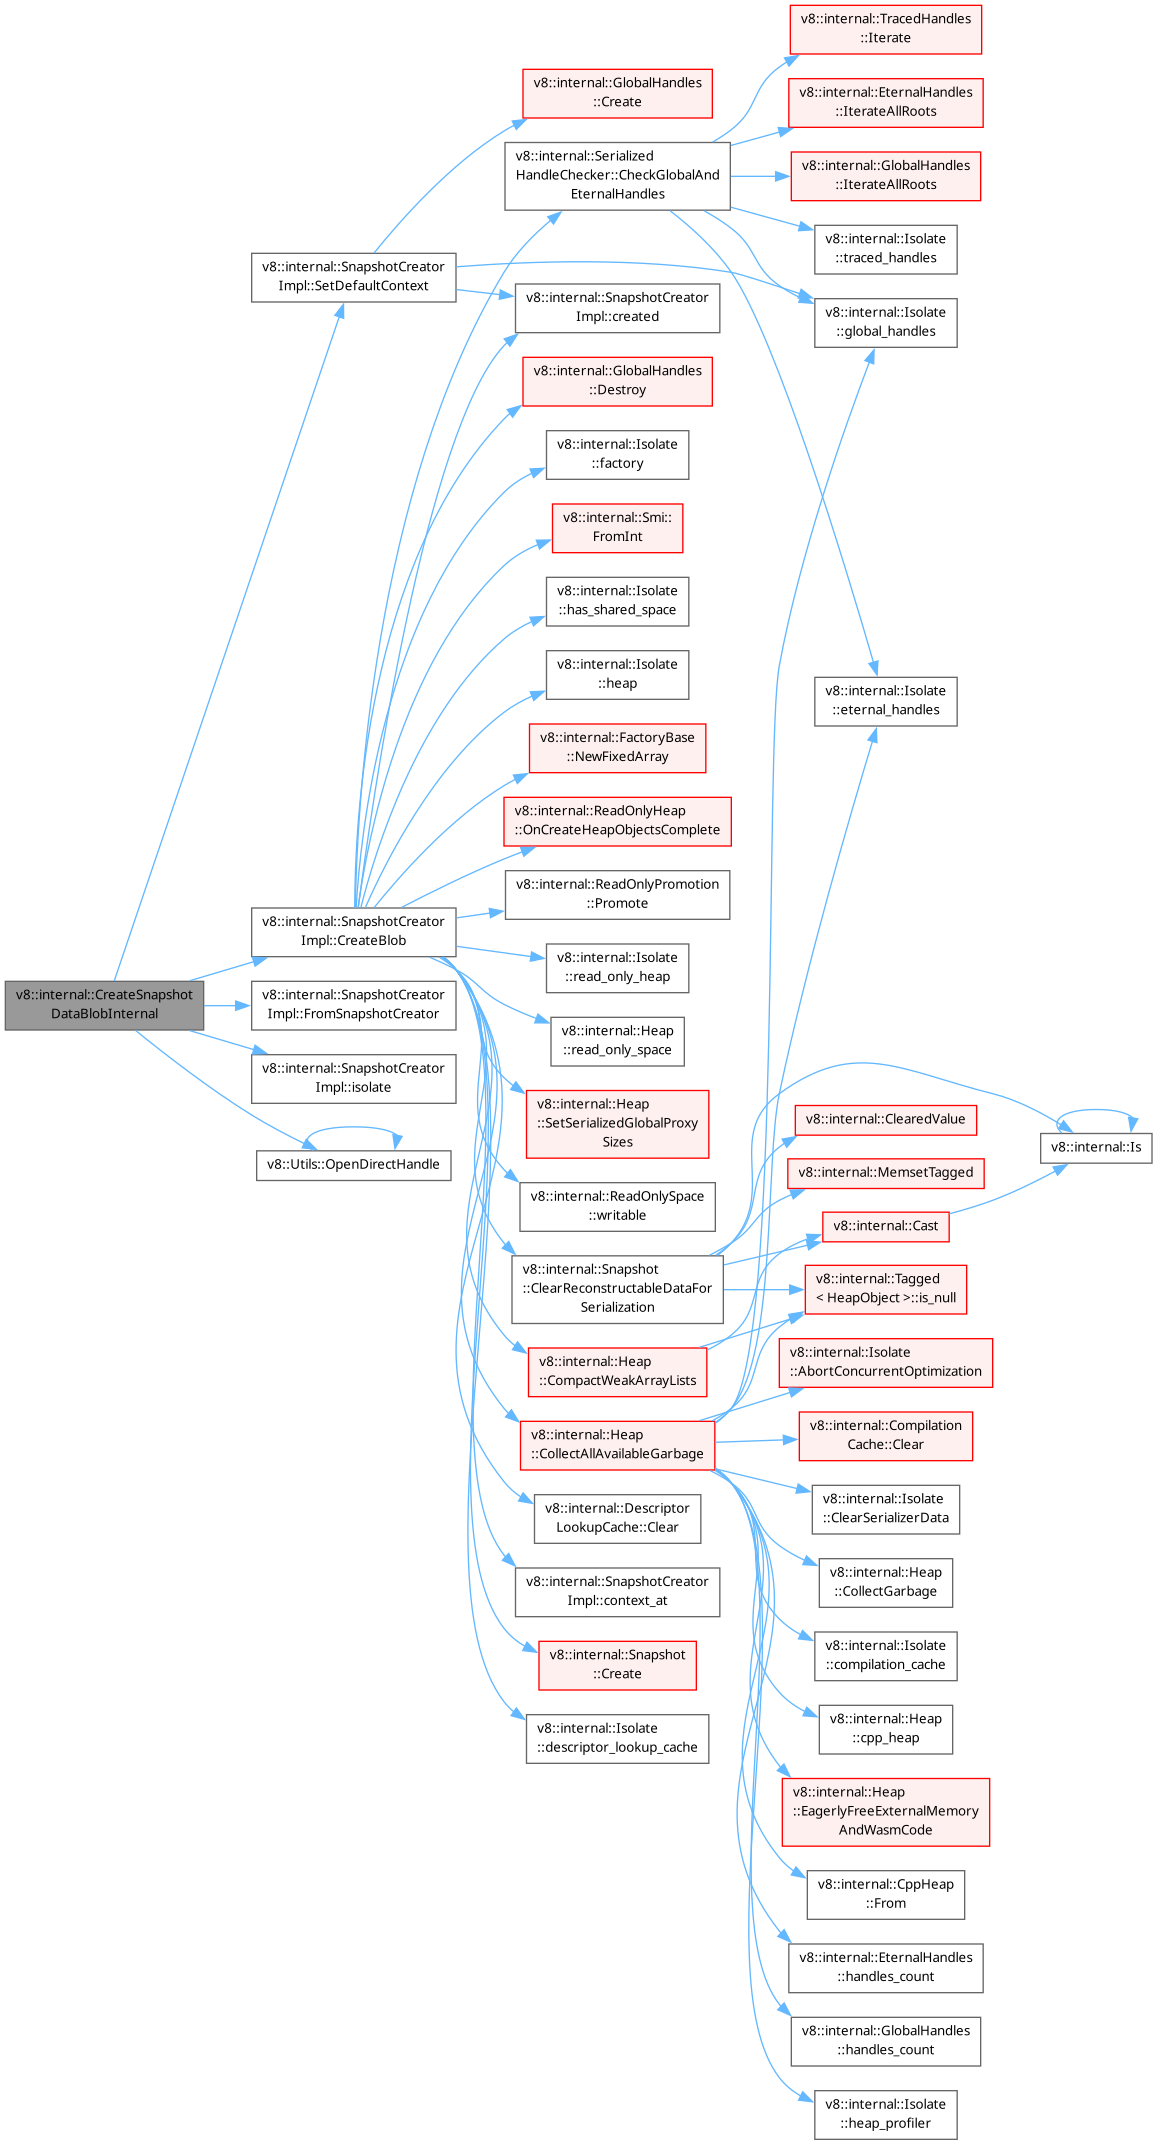 v8::internal::CreateSnapshot
DataBlobInternal
v8::internal::SnapshotCreator
Impl::SetDefaultContext
v8::internal::SnapshotCreator
Impl::CreateBlob
v8::internal::SnapshotCreator
Impl::FromSnapshotCreator
v8::internal::SnapshotCreator
Impl::isolate
v8::Utils::OpenDirectHandle
v8::internal::GlobalHandles
::Create
v8::internal::Serialized
HandleChecker::CheckGlobalAnd
EternalHandles
v8::internal::SnapshotCreator
Impl::created
v8::internal::GlobalHandles
::Destroy
v8::internal::Isolate
::factory
v8::internal::Smi::
FromInt
v8::internal::Isolate
::has_shared_space
v8::internal::Isolate
::heap
v8::internal::FactoryBase
::NewFixedArray
v8::internal::ReadOnlyHeap
::OnCreateHeapObjectsComplete
v8::internal::ReadOnlyPromotion
::Promote
v8::internal::Isolate
::read_only_heap
v8::internal::Heap
::read_only_space
v8::internal::Heap
::SetSerializedGlobalProxy
Sizes
v8::internal::ReadOnlySpace
::writable
v8::internal::Snapshot
::ClearReconstructableDataFor
Serialization
v8::internal::Heap
::CompactWeakArrayLists
v8::internal::Heap
::CollectAllAvailableGarbage
v8::internal::Descriptor
LookupCache::Clear
v8::internal::SnapshotCreator
Impl::context_at
v8::internal::Snapshot
::Create
v8::internal::Isolate
::descriptor_lookup_cache
v8::internal::TracedHandles
::Iterate
v8::internal::EternalHandles
::IterateAllRoots
v8::internal::GlobalHandles
::IterateAllRoots
v8::internal::Isolate
::traced_handles
v8::internal::Isolate
::global_handles
v8::internal::Isolate
::eternal_handles
v8::internal::ClearedValue
v8::internal::MemsetTagged
v8::internal::Cast
v8::internal::Tagged
< HeapObject >::is_null
v8::internal::Isolate
::AbortConcurrentOptimization
v8::internal::Compilation
Cache::Clear
v8::internal::Isolate
::ClearSerializerData
v8::internal::Heap
::CollectGarbage
v8::internal::Isolate
::compilation_cache
v8::internal::Heap
::cpp_heap
v8::internal::Heap
::EagerlyFreeExternalMemory
AndWasmCode
v8::internal::CppHeap
::From
v8::internal::EternalHandles
::handles_count
v8::internal::GlobalHandles
::handles_count
v8::internal::Isolate
::heap_profiler
v8::internal::Is